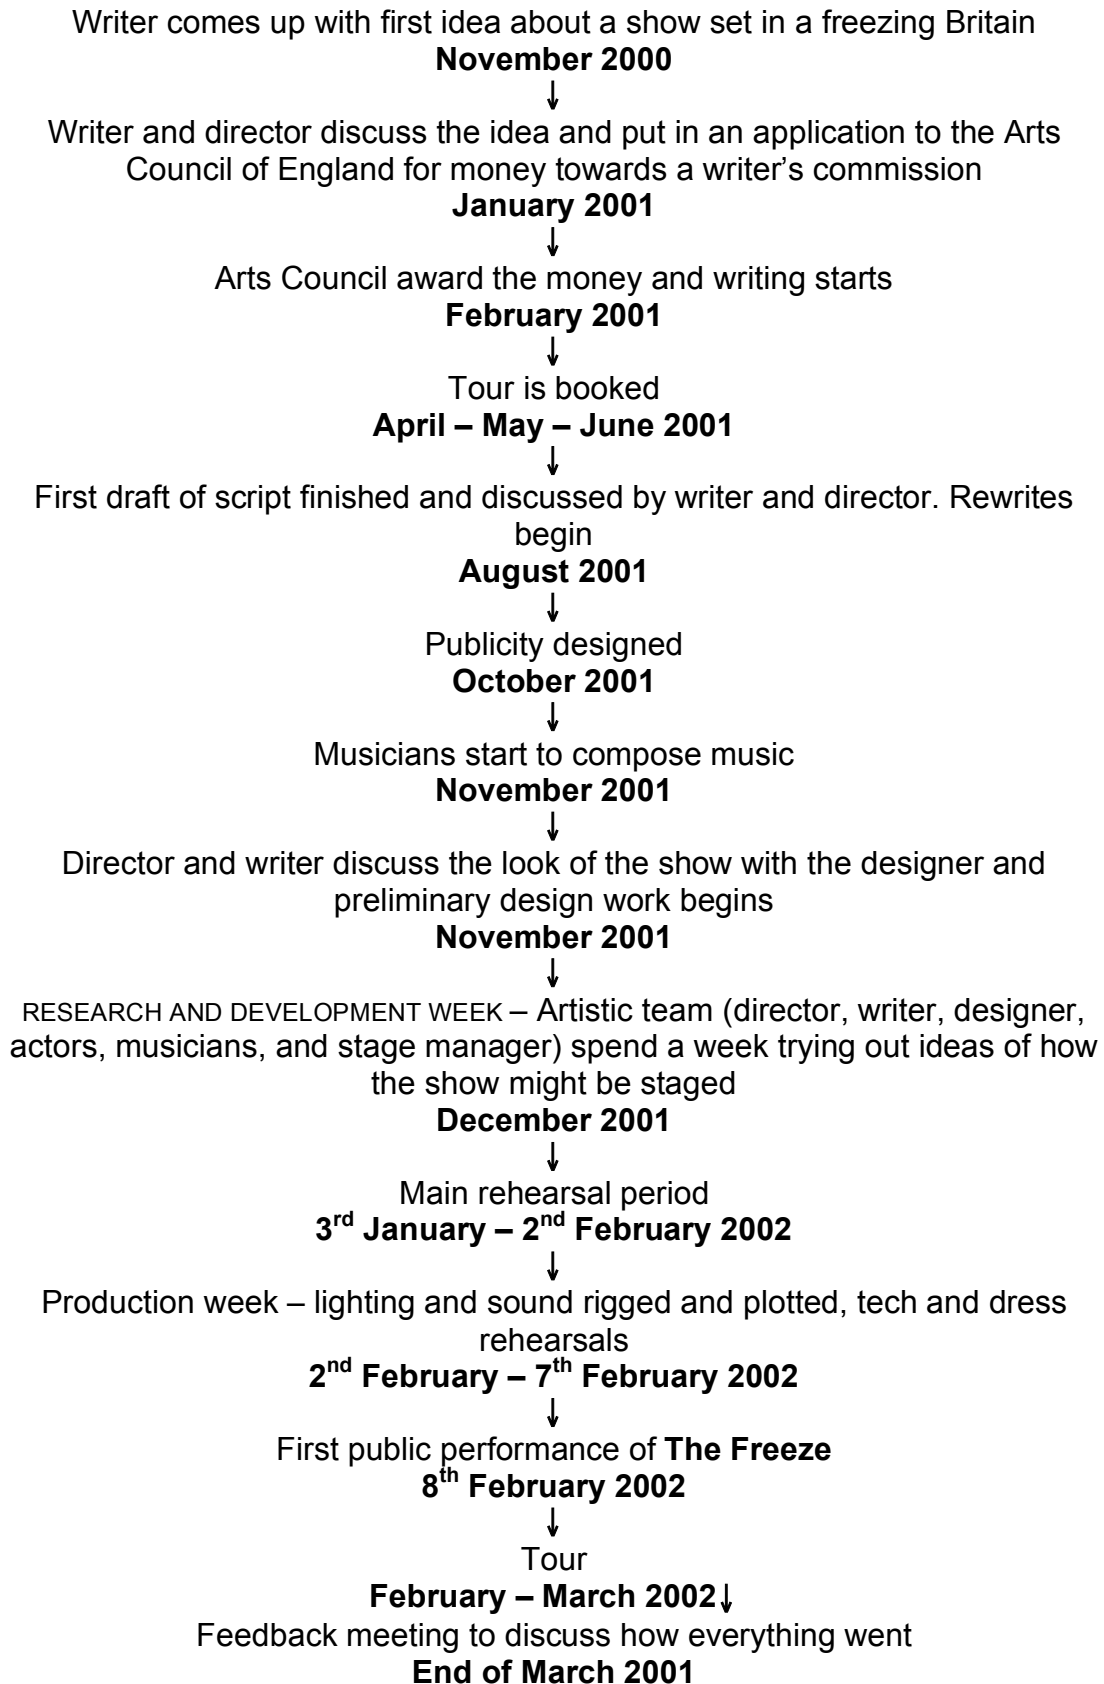 Writer comes up with first idea about a show set in a freezing Britain
November 2000
↓
Writer and director discuss the idea and put in an application to the Arts
Council of England for money towards a writer’s commission
January 2001
↓
Arts Council award the money and writing starts
February 2001
↓
Tour is booked
April – May – June 2001
↓
First draft of script finished and discussed by writer and director. Rewrites
begin
August 2001
↓
Publicity designed
October 2001
↓
Musicians start to compose music
November 2001
↓
Director and writer discuss the look of the show with the designer and
preliminary design work begins
November 2001
↓
RESEARCH AND DEVELOPMENT WEEK – Artistic team (director, writer, designer,
actors, musicians, and stage manager) spend a week trying out ideas of how
the show might be staged
December 2001
↓
Main rehearsal period
3rd January – 2nd February 2002
↓
Production week – lighting and sound rigged and plotted, tech and dress
rehearsals
2nd February – 7th February 2002
↓
First public performance of The Freeze
8th February 2002
↓
Tour
February – March 2002↓
Feedback meeting to discuss how everything went
End of March 2001